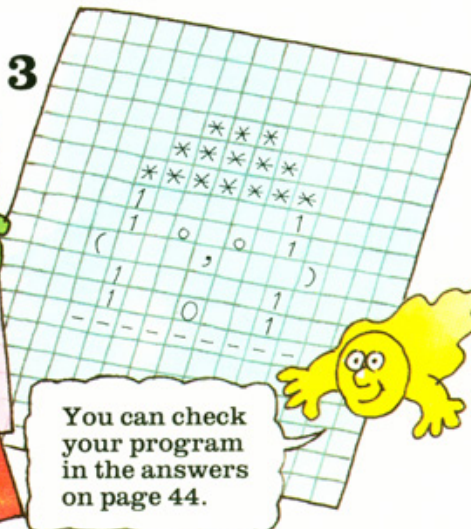 3
* * *
* * * * *
* * * * * * *
1 1
1 o o 1
( , )
1 1
1 O 1
- - - - - - - - -
You can check
your program
in the answers
on page 44.